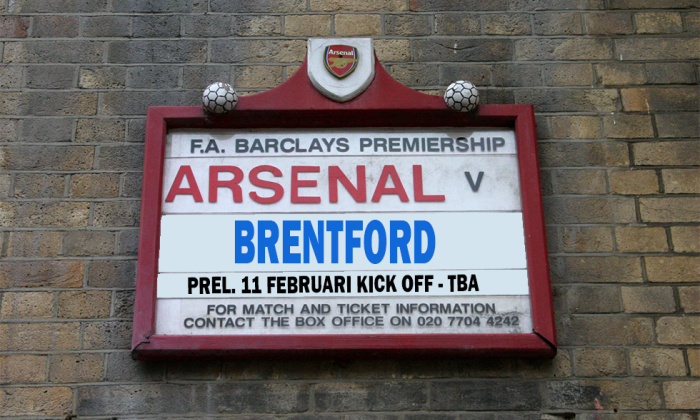 Arsenal
F.A. BARCLAYS PREMIERSHIP
ARSENAL V
BRENTFORD
PREL. 11 FEBRUARI KICK OFF - TBA
FOR MATCH AND TICKET INFORMATION
CONTACT THE BOX OFFICE ON 020 7704 4242